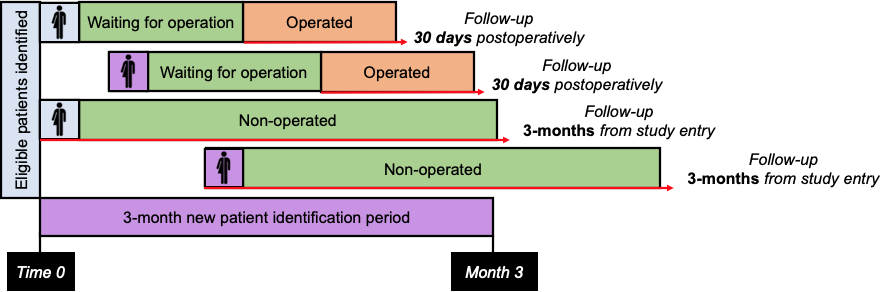 Eligible patients identified
Waiting for operation
Operated
Follow-up
30 days postoperatively
Waiting for operation
Operated
Follow-up
30 days postoperatively
Non-operated
Follow-up
3-months from study entry
Non-operated
Follow-up
3-months from study entry
3-month new patient identification period
Time 0
Month 3